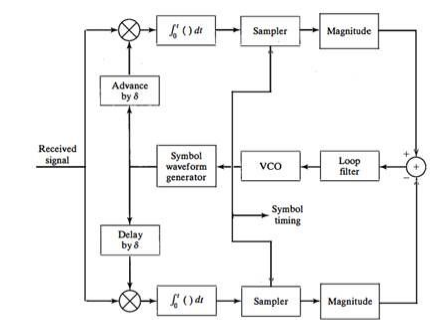 ∫₀ᵗ ( ) dt
Sampler
Magnitude
Advance
by δ
Received
signal
Symbol
waveform
generator
VCO
Loop
filter
+
+
−
Symbol
timing
Delay
by δ
∫₀ᵗ ( ) dt
Sampler
Magnitude